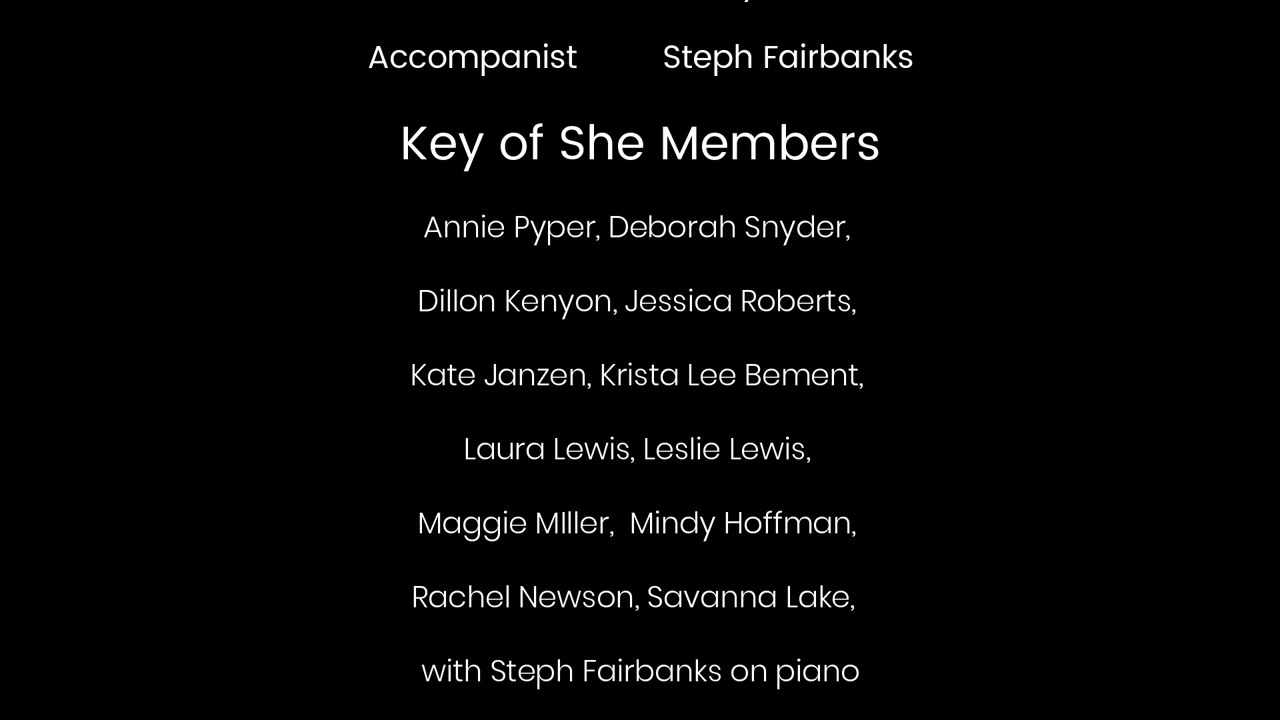 Accompanist Steph Fairbanks
Key of She Members
Annie Pyper, Deborah Snyder,
Dillon Kenyon, Jessica Roberts,
Kate Janzen, Krista Lee Bement,
Laura Lewis, Leslie Lewis,
Maggie MIller,  Mindy Hoffman,
Rachel Newson, Savanna Lake,
with Steph Fairbanks on piano